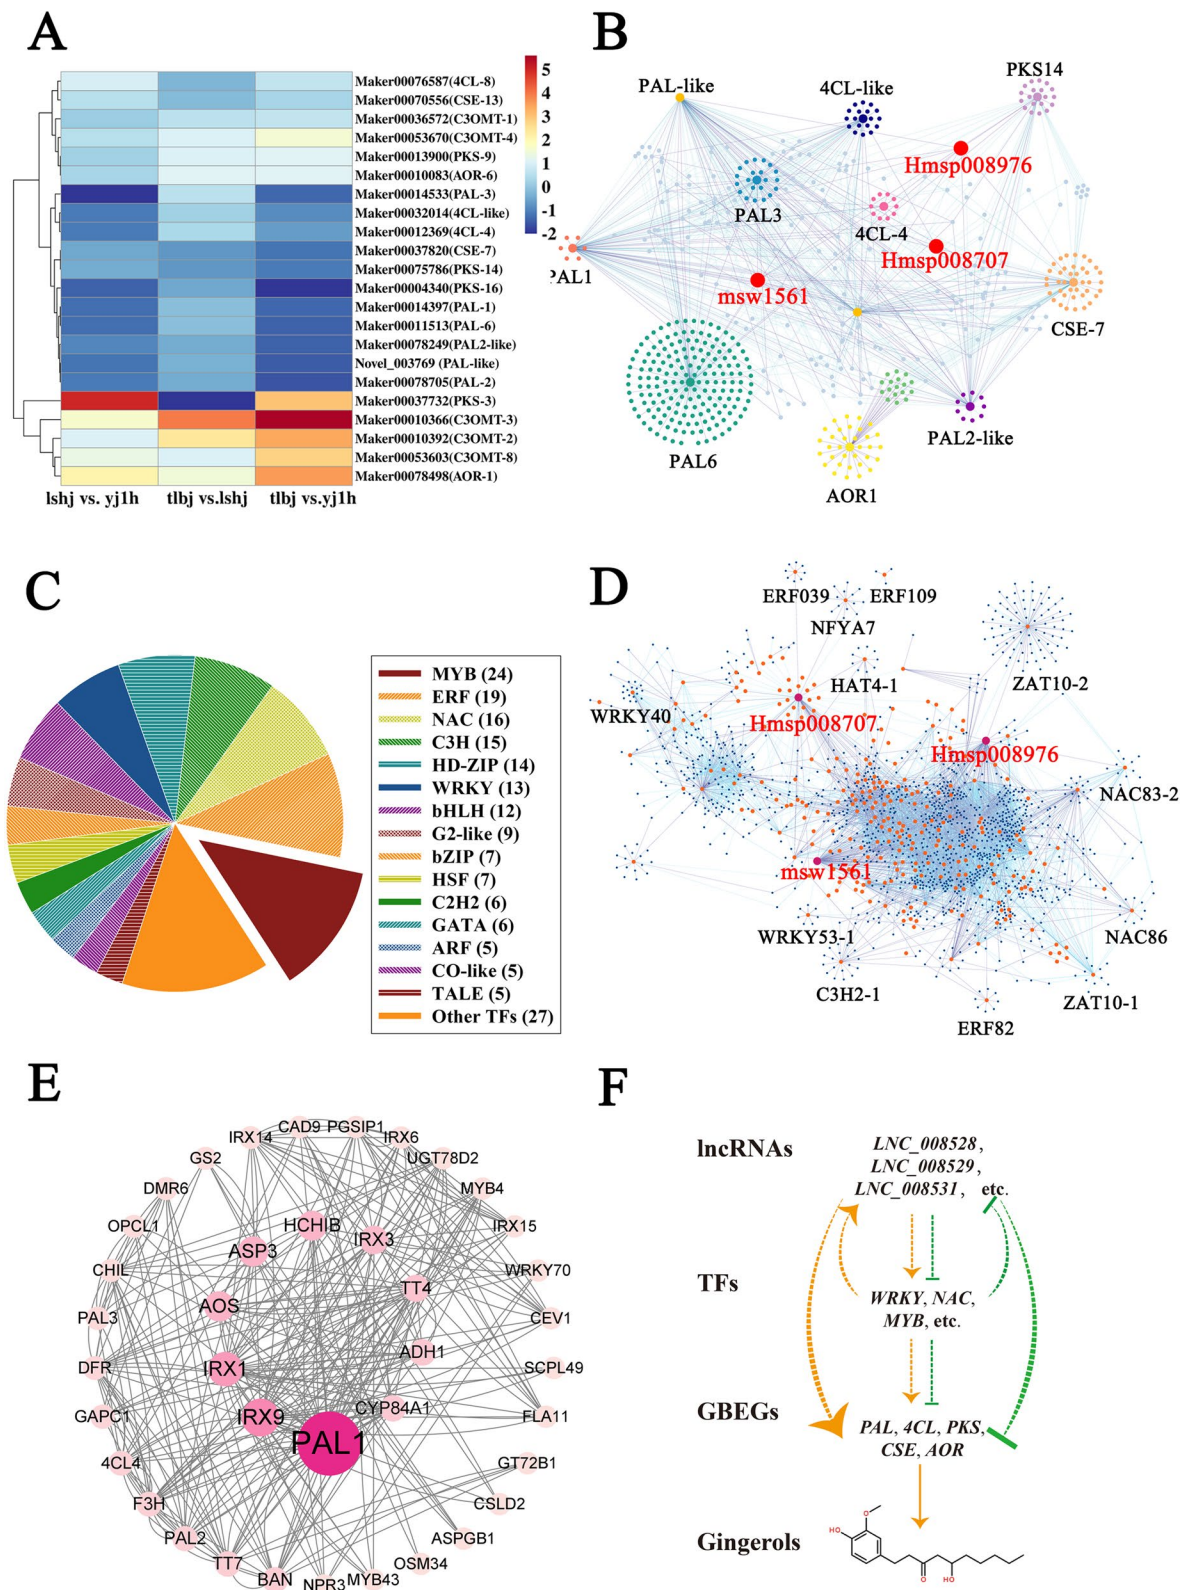 A
5
4
3
2
1
0
-1
-2
Maker00076587(4CL-8)
Maker00070556(CSE-13)
Maker00036572(C3OMT-1)
Maker00053670(C3OMT-4)
Maker00013900(PKS-9)
Maker00010083(AOR-6)
Maker00014533(PAL-3)
Maker00032014(4CL-like)
Maker00012369(4CL-4)
Maker00037820(CSE-7)
Maker00075786(PKS-14)
Maker00004340(PKS-16)
Maker00014397(PAL-1)
Maker00011513(PAL-6)
Maker00078249(PAL2-like)
Novel_003769 (PAL-like)
Maker00078705(PAL-2)
Maker00037732(PKS-3)
Maker00010366(C3OMT-3)
Maker00010392(C3OMT-2)
Maker00053603(C3OMT-8)
Maker00078498(AOR-1)
lshj vs. yj1h
tlbj vs.lshj
tlbj vs.yj1h
B
PAL-like
4CL-like
PKS14
Hmsp008976
PAL3
4CL-4
Hmsp008707
PAL1
msw1561
CSE-7
PAL2-like
PAL6
AOR1
C
MYB (24)
ERF (19)
NAC (16)
C3H (15)
HD-ZIP (14)
WRKY (13)
bHLH (12)
G2-like (9)
bZIP (7)
HSF (7)
C2H2 (6)
GATA (6)
ARF (5)
CO-like (5)
TALE (5)
Other TFs (27)
D
ERF039
ERF109
NFYA7
HAT4-1
ZAT10-2
WRKY40
Hmsp008707
Hmsp008976
NAC83-2
msw1561
WRKY53-1
NAC86
C3H2-1
ZAT10-1
ERF82
E
CAD9
PGSIP1
IRX14
IRX6
GS2
UGT78D2
DMR6
MYB4
OPCL1
HCHIB
IRX3
IRX15
ASP3
CHIL
WRKY70
TT4
PAL3
AOS
CEV1
DFR
IRX1
ADH1
SCPL49
GAPC1
IRX9
CYP84A1
FLA11
PAL1
4CL4
GT72B1
F3H
CSLD2
PAL2
ASPGB1
TT7
OSM34
BAN
NPR3
MYB43
F
lncRNAs
LNC_008528,
LNC_008529,
LNC_008531, etc.
TFs
WRKY, NAC,
MYB, etc.
GBEGs
PAL, 4CL, PKS,
CSE, AOR
Gingerols
O
HO
O
OH